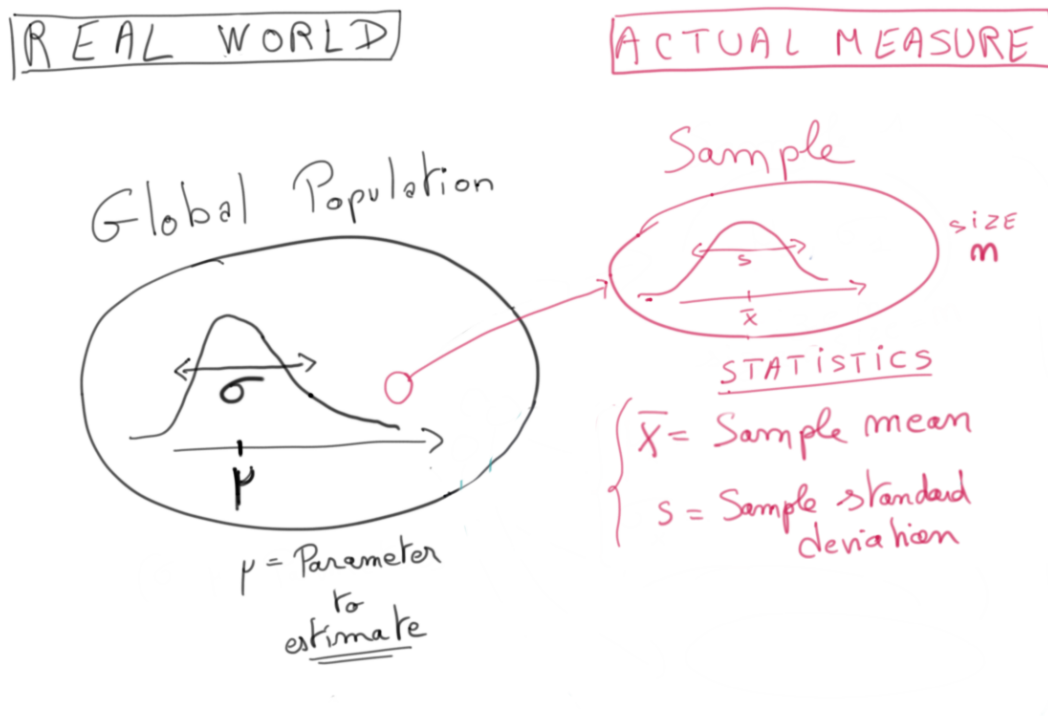 REAL WORLD
ACTUAL MEASURE
Global Population
σ
μ
μ = Parameter
to
estimate
Sample
size
n
s
x̄
STATISTICS
X̄ = Sample mean
s = Sample standard
deviation